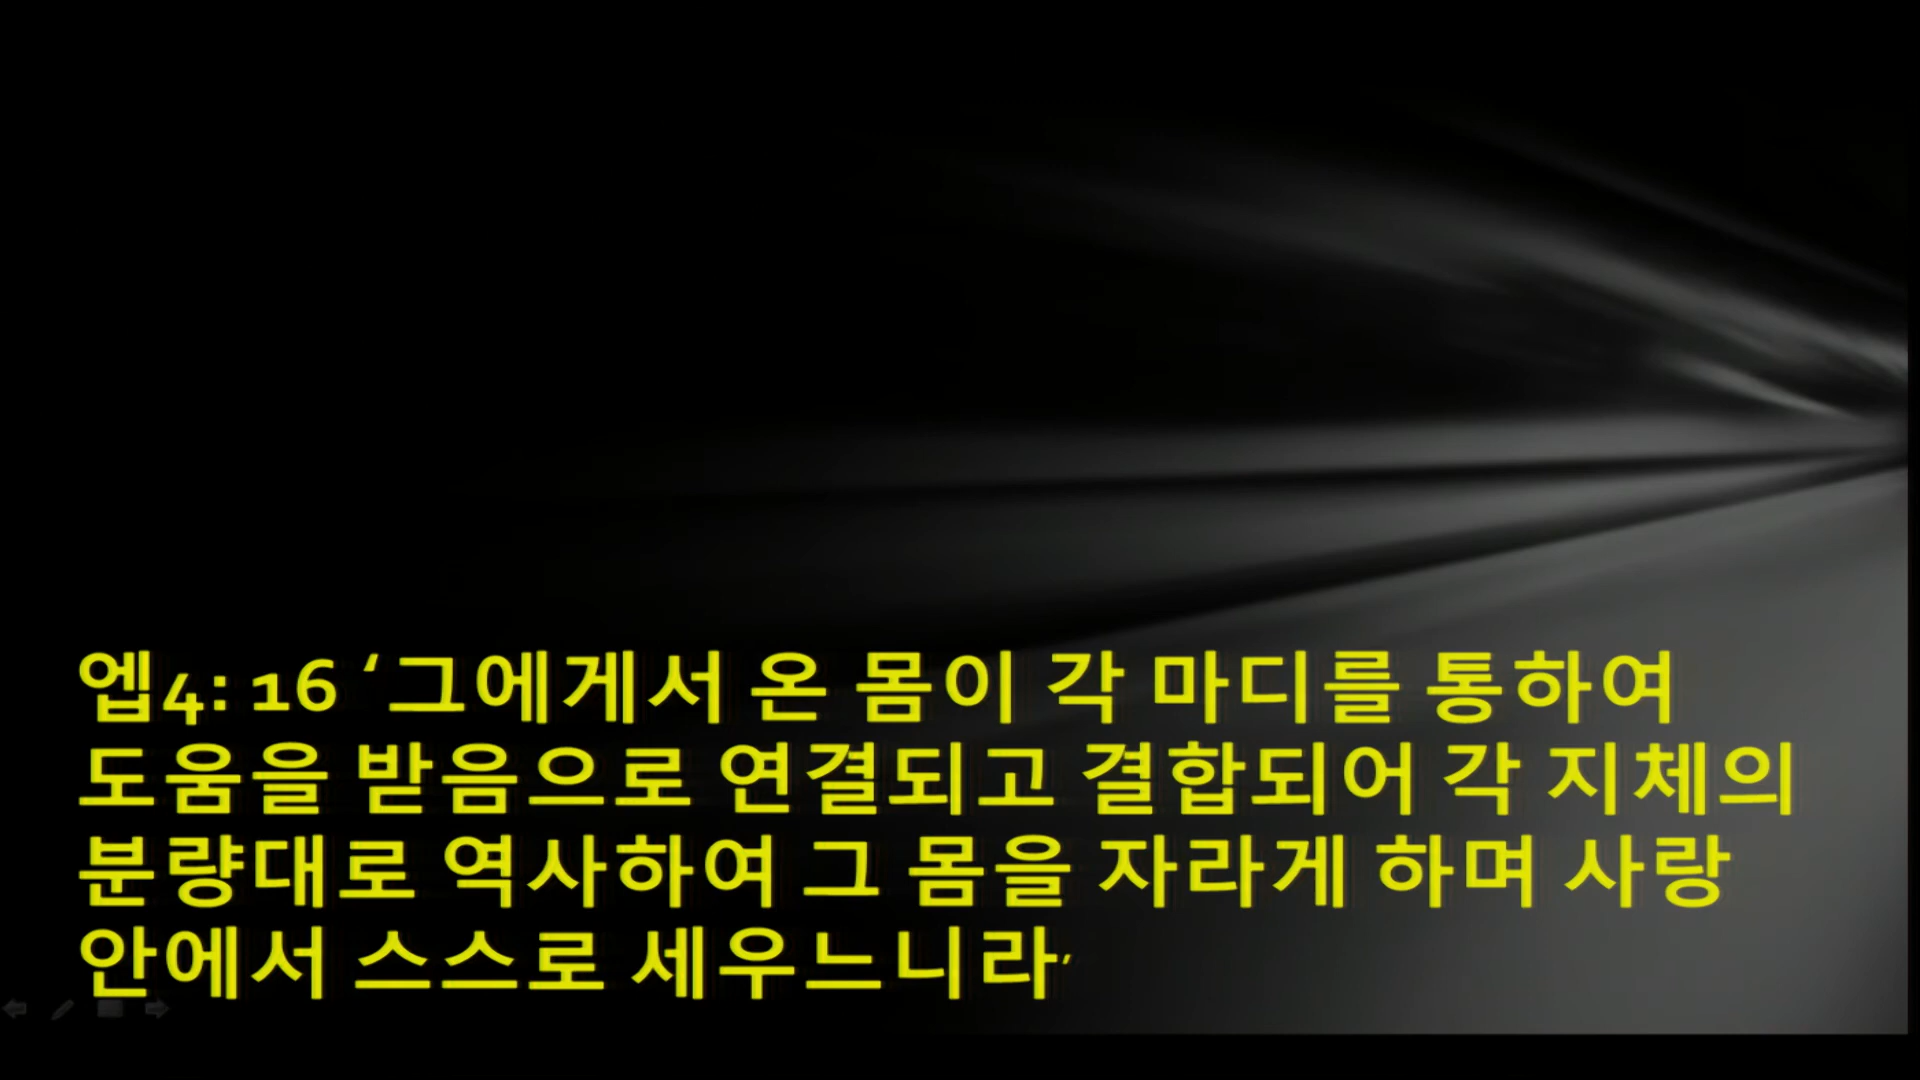 엡4: 16 ‘그에게서 온 몸이 각 마디를 통하여
도움을 받음으로 연결되고 결합되어 각 지체의
분량대로 역사하여 그 몸을 자라게 하며 사랑
안에서 스스로 세우느니라’